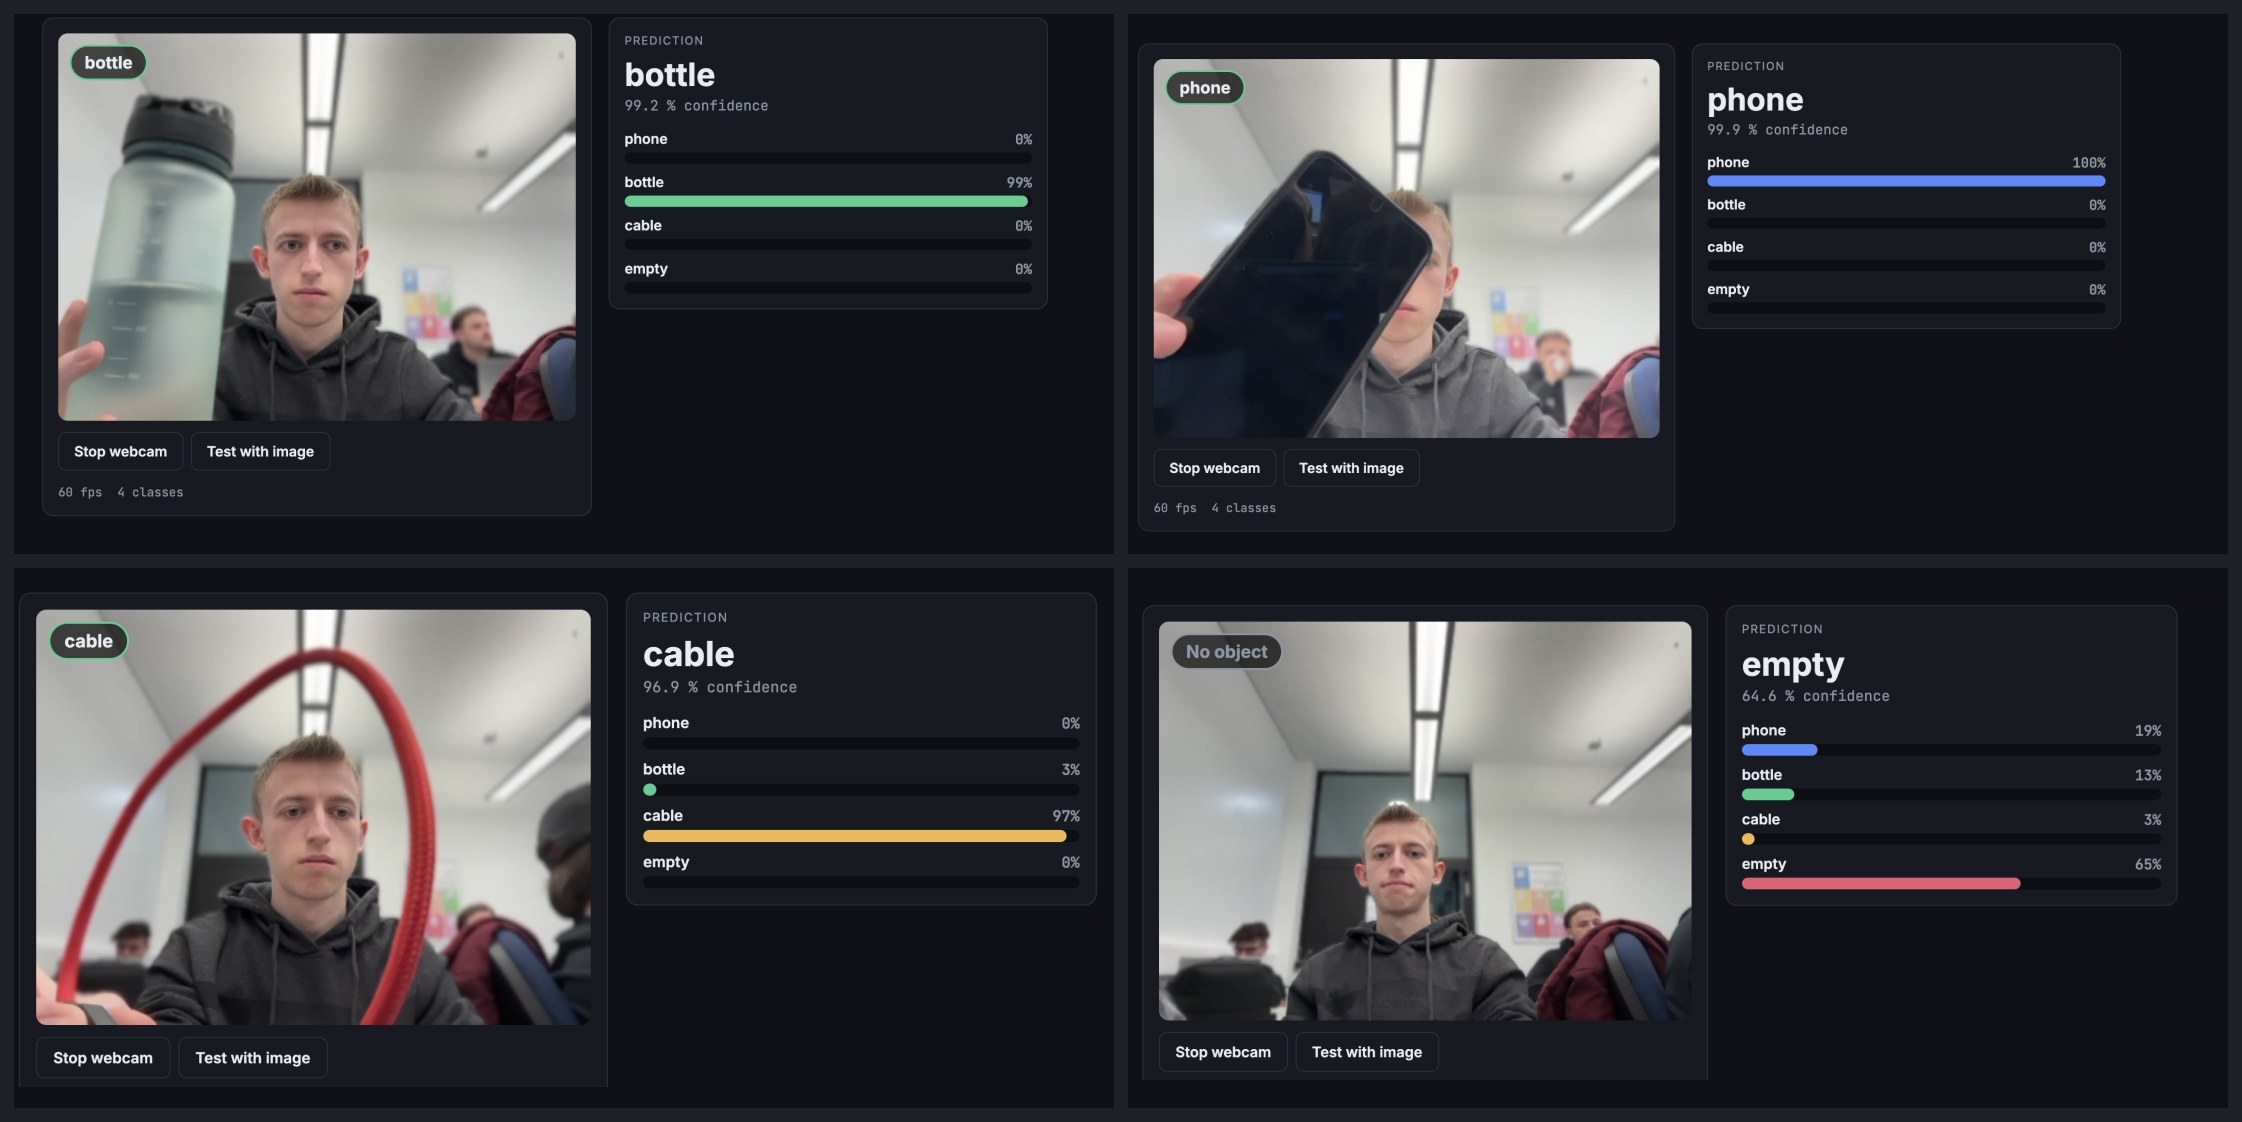 bottle
PREDICTION
bottle
99.2 % confidence
phone 0%
bottle 99%
cable 0%
empty 0%
Stop webcam Test with image
60 fps 4 classes
phone
PREDICTION
phone
99.9 % confidence
phone 100%
bottle 0%
cable 0%
empty 0%
Stop webcam Test with image
60 fps 4 classes
cable
PREDICTION
cable
96.9 % confidence
phone 0%
bottle 3%
cable 97%
empty 0%
Stop webcam Test with image
No object
PREDICTION
empty
64.6 % confidence
phone 19%
bottle 13%
cable 3%
empty 65%
Stop webcam Test with image